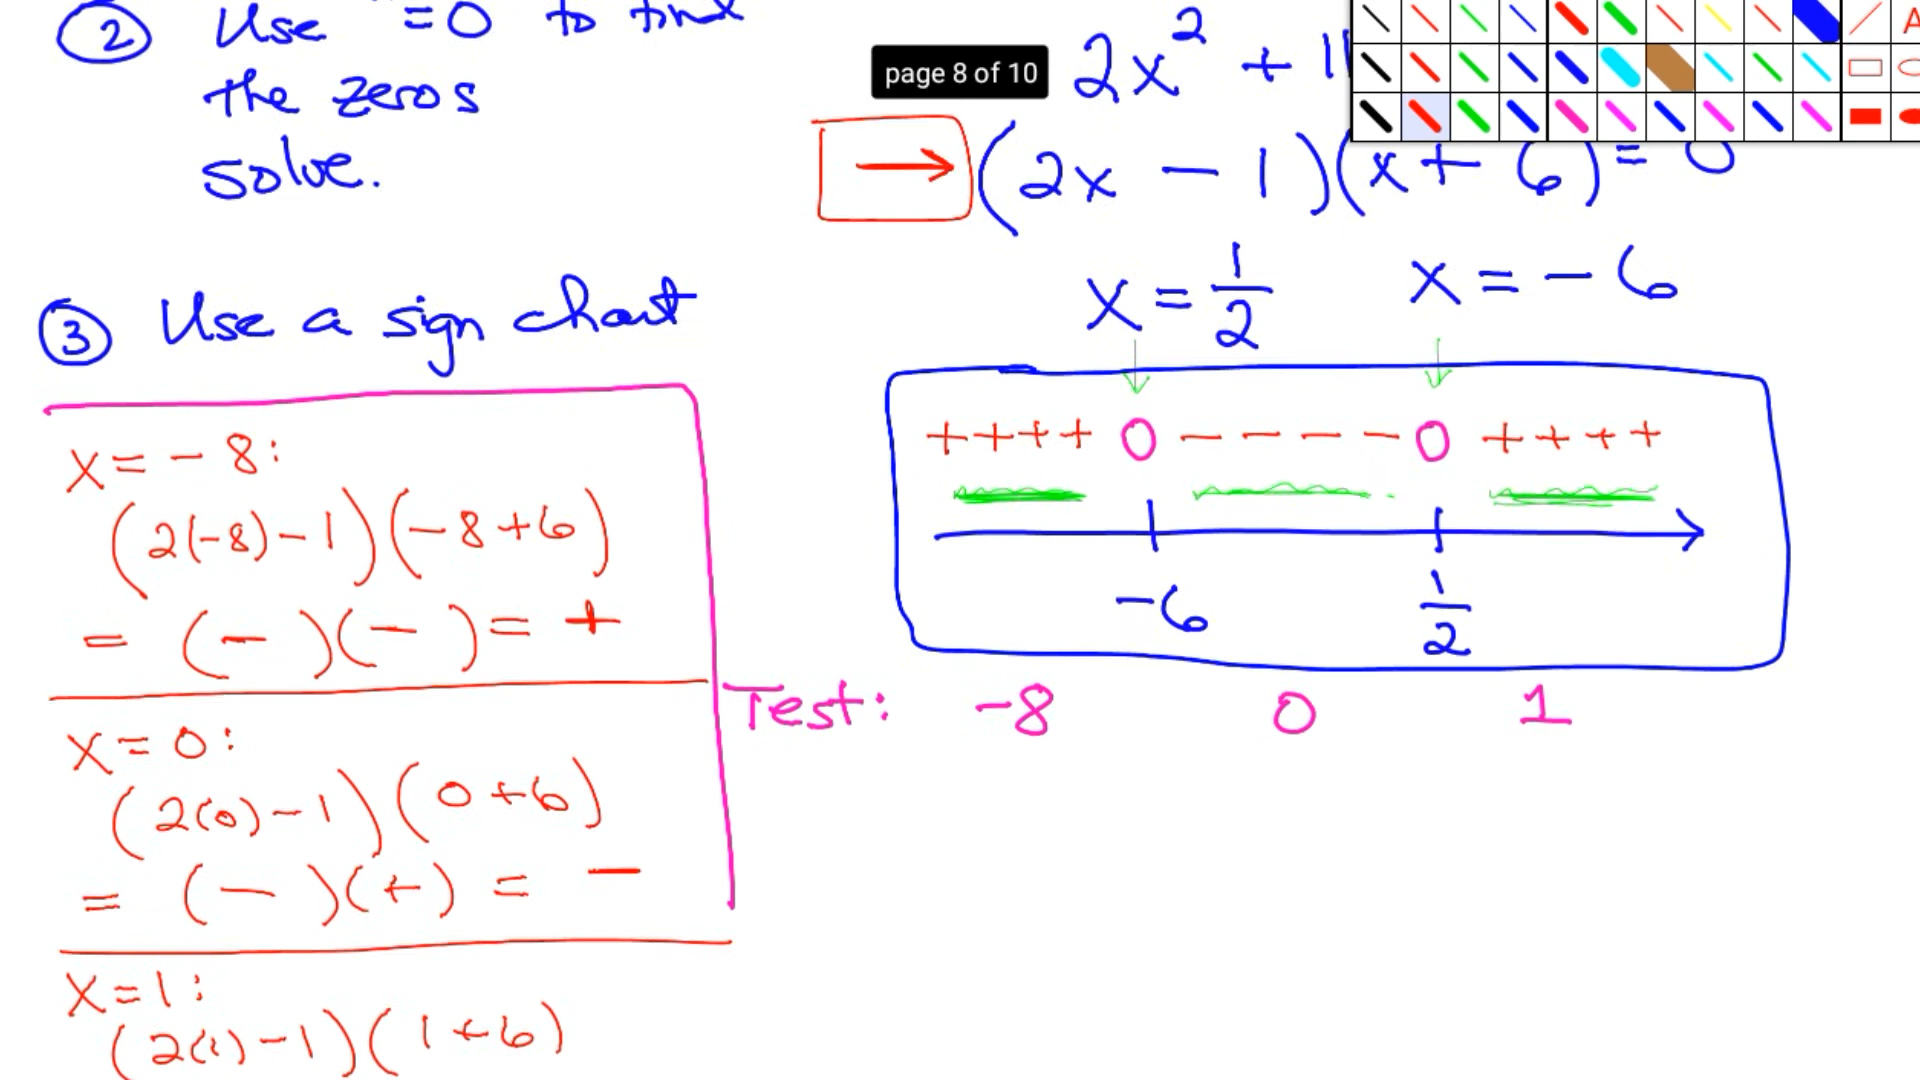 ② Use "=0 to find
the zeros
solve.
page 8 of 10
2x² + 11
→ (2x - 1)(x + 6) = 0
x = 1/2 x = -6
③ Use a sign chart
+ + + + 0 - - - - 0 + + + +
-6 1/2
Test: -8 0 1
x = -8:
(2(-8) - 1)(-8 + 6)
= (-)(-) = +
x = 0:
(2(0) - 1)(0 + 6)
= (-)(+) = -
x = 1:
(2(1) - 1)(1 + 6)
A